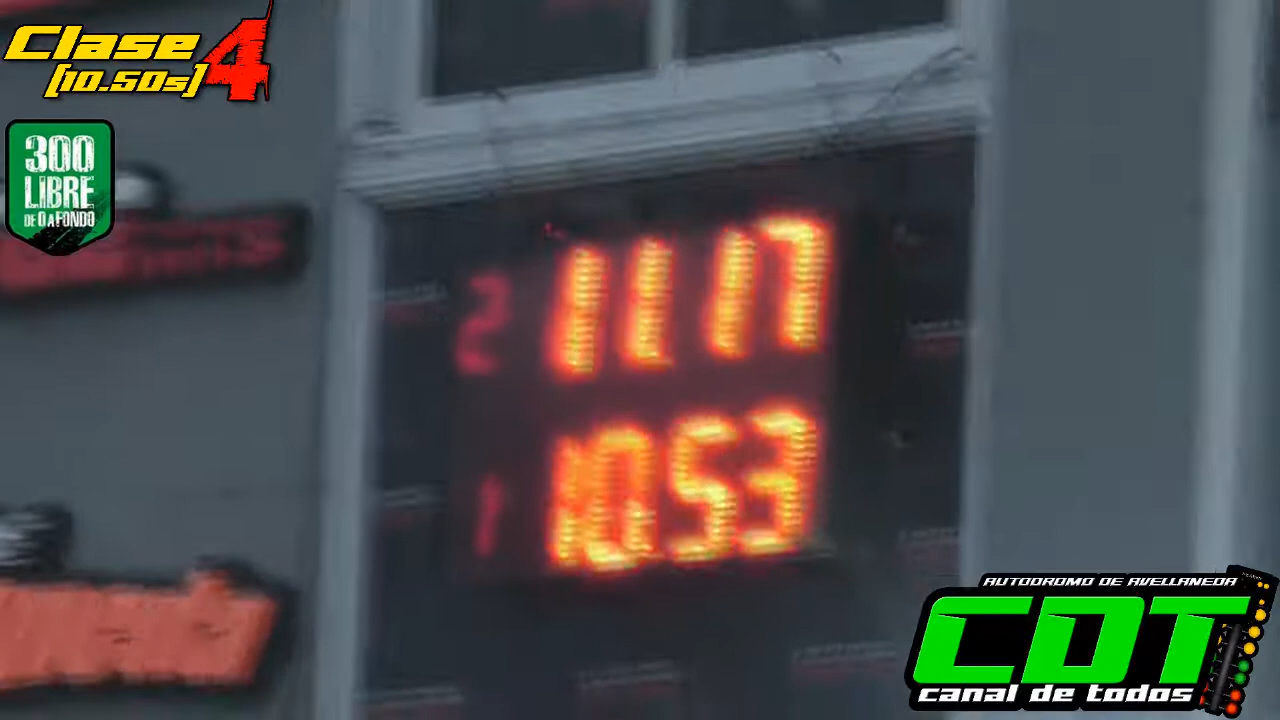 Clase 4
[10.50s]
300
LIBRE
DE 0 A FONDO
2 11.17
1 10.53
AUTODROMO DE AVELLANEDA
CDT
canal de todos